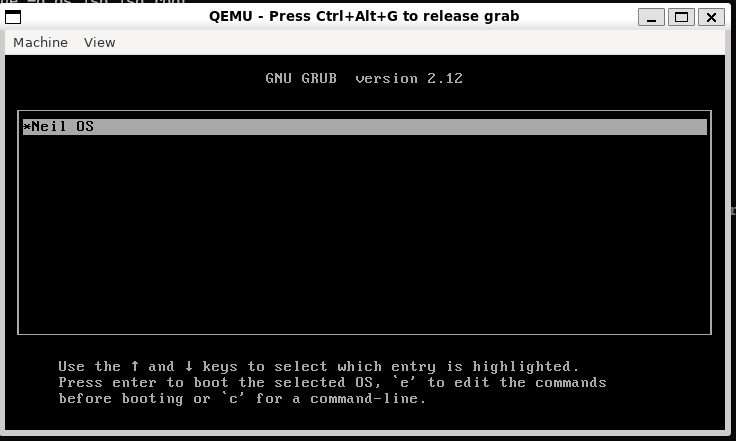 QEMU - Press Ctrl+Alt+G to release grab
Machine View
GNU GRUB version 2.12
*Neil OS
Use the ↑ and ↓ keys to select which entry is highlighted.
Press enter to boot the selected OS, `e' to edit the commands
before booting or `c' for a command-line.